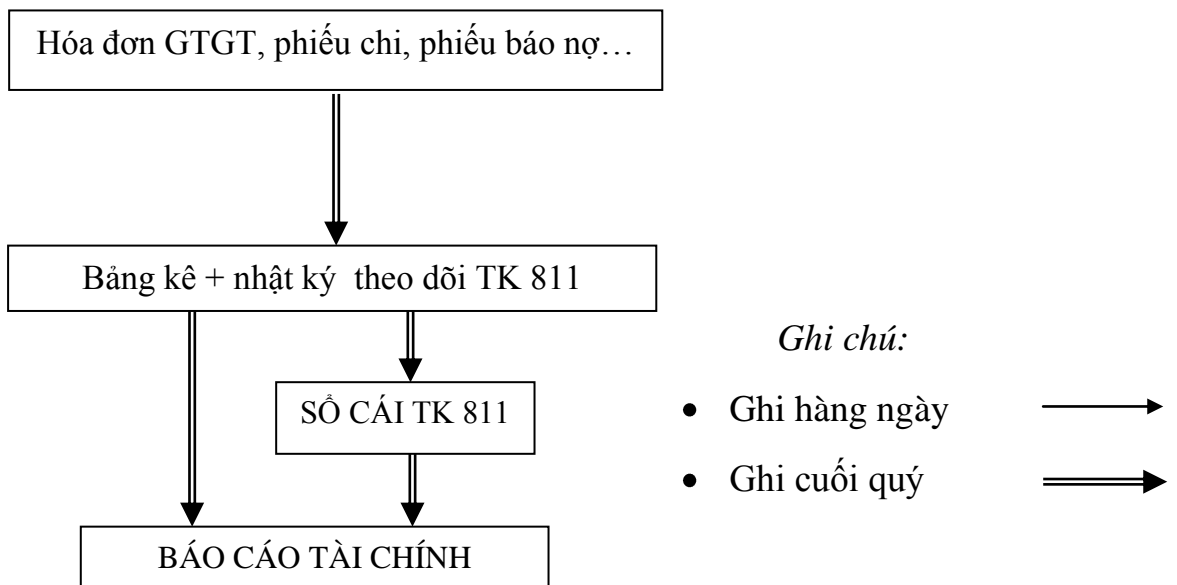 Hóa đơn GTGT, phiếu chi, phiếu báo nợ…
Bảng kê + nhật ký theo dõi TK 811
Ghi chú:
SỔ CÁI TK 811
• Ghi hàng ngày
• Ghi cuối quý
BÁO CÁO TÀI CHÍNH